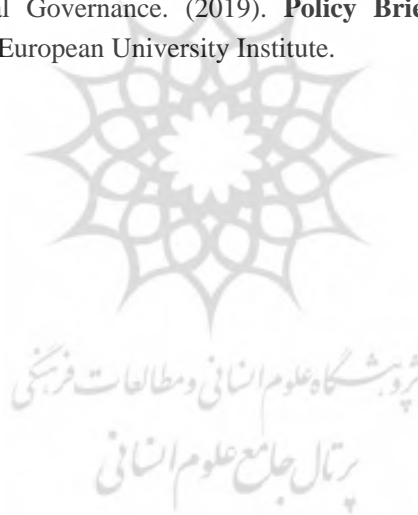 al Governance. (2019). Policy Brie
European University Institute.
پژوهشگاه علوم انسانی و مطالعات فرهنگی
پرتال جامع علوم انسانی